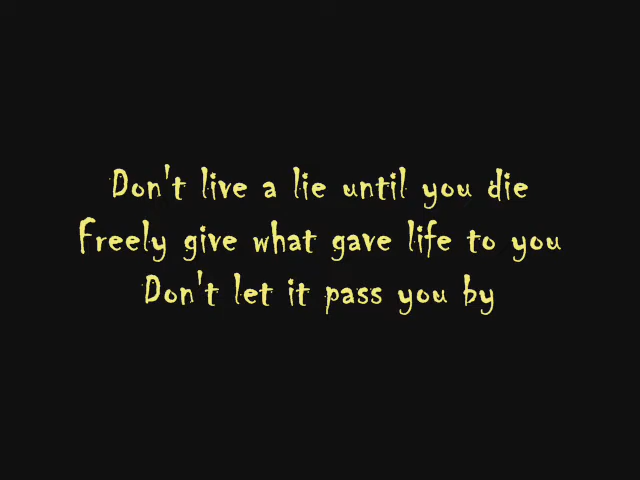 Don't live a lie until you die
Freely give what gave life to you
Don't let it pass you by